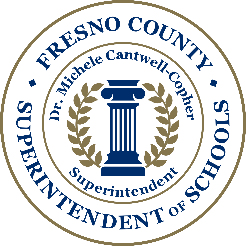 FRESNO COUNTY
SUPERINTENDENT OF SCHOOLS
Dr. Michele Cantwell-Copher
Superintendent